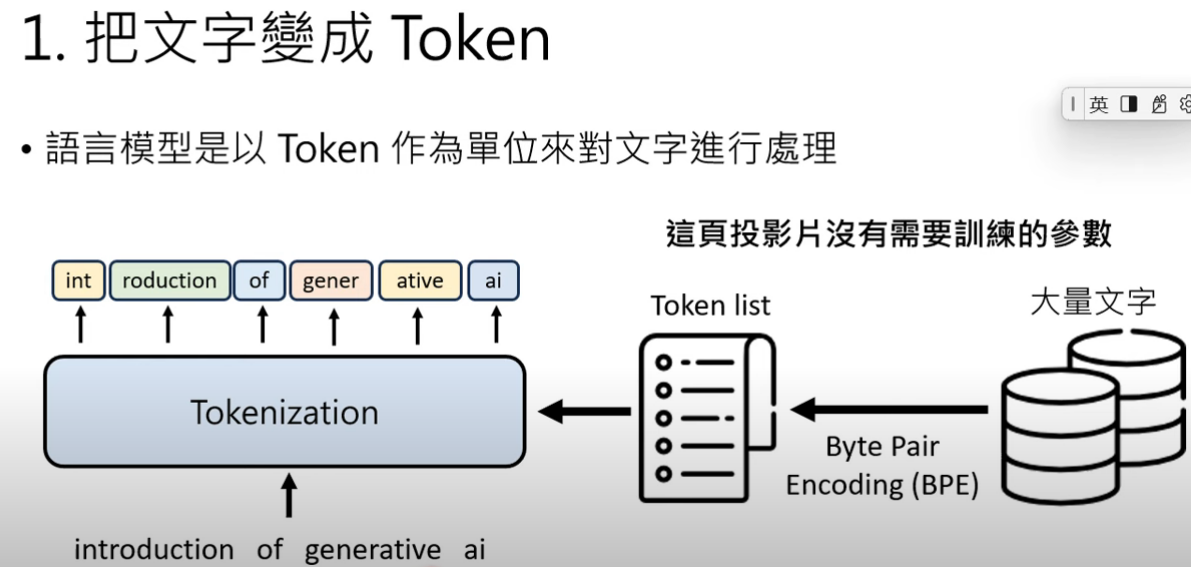 1. 把文字變成 Token
英
• 語言模型是以 Token 作為單位來對文字進行處理
這頁投影片沒有需要訓練的參數
int roduction of gener ative ai
Token list
大量文字
Tokenization
Byte Pair
Encoding (BPE)
introduction of generative ai